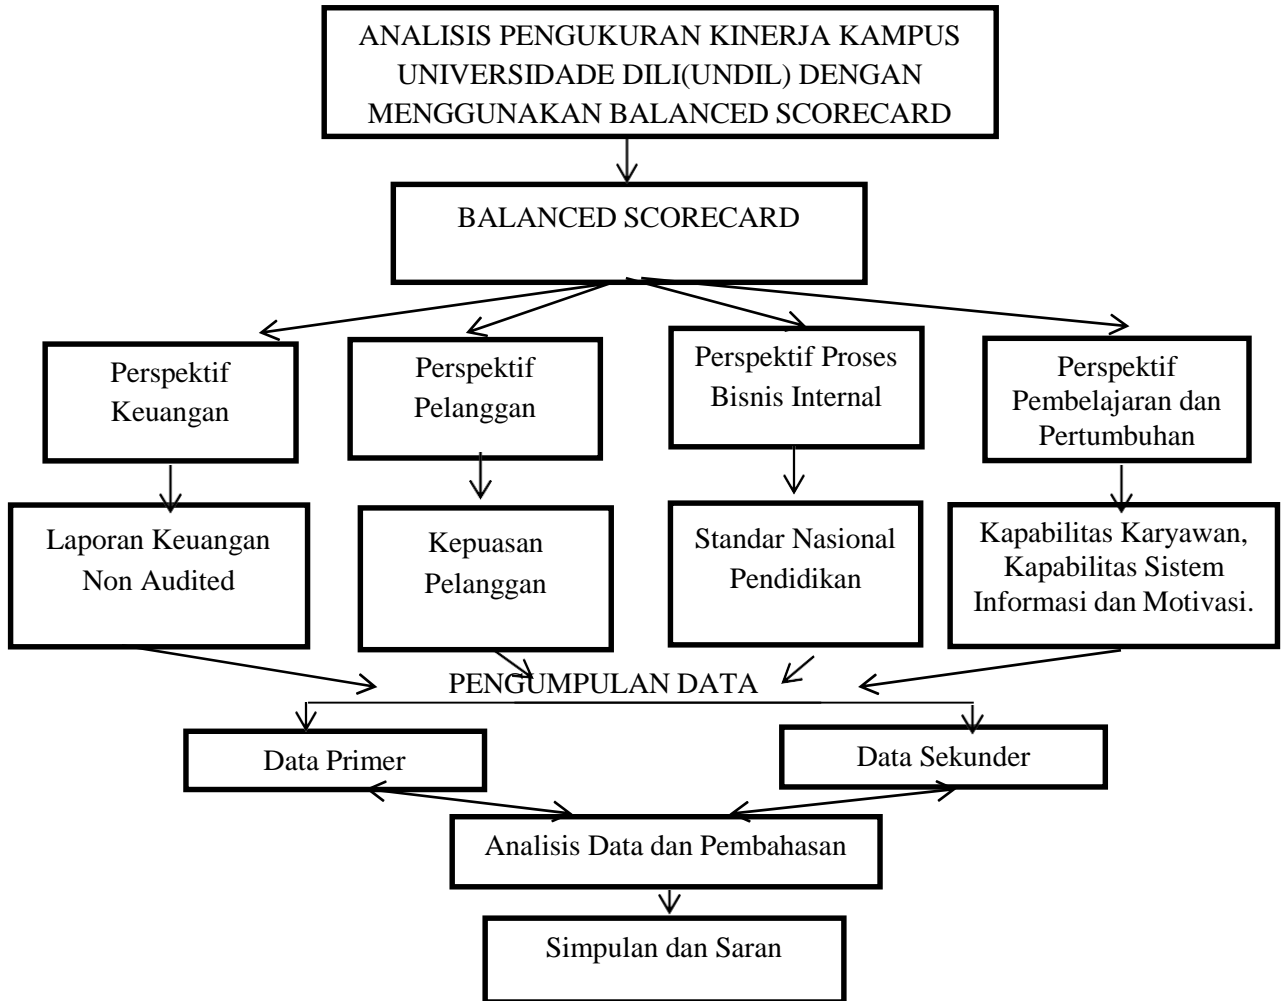 ANALISIS PENGUKURAN KINERJA KAMPUS
UNIVERSIDADE DILI(UNDIL) DENGAN
MENGGUNAKAN BALANCED SCORECARD
BALANCED SCORECARD
Perspektif
Keuangan
Perspektif
Pelanggan
Perspektif Proses
Bisnis Internal
Perspektif
Pembelajaran dan
Pertumbuhan
Laporan Keuangan
Non Audited
Kepuasan
Pelanggan
Standar Nasional
Pendidikan
Kapabilitas Karyawan,
Kapabilitas Sistem
Informasi dan Motivasi.
PENGUMPULAN DATA
Data Primer
Data Sekunder
Analisis Data dan Pembahasan
Simpulan dan Saran